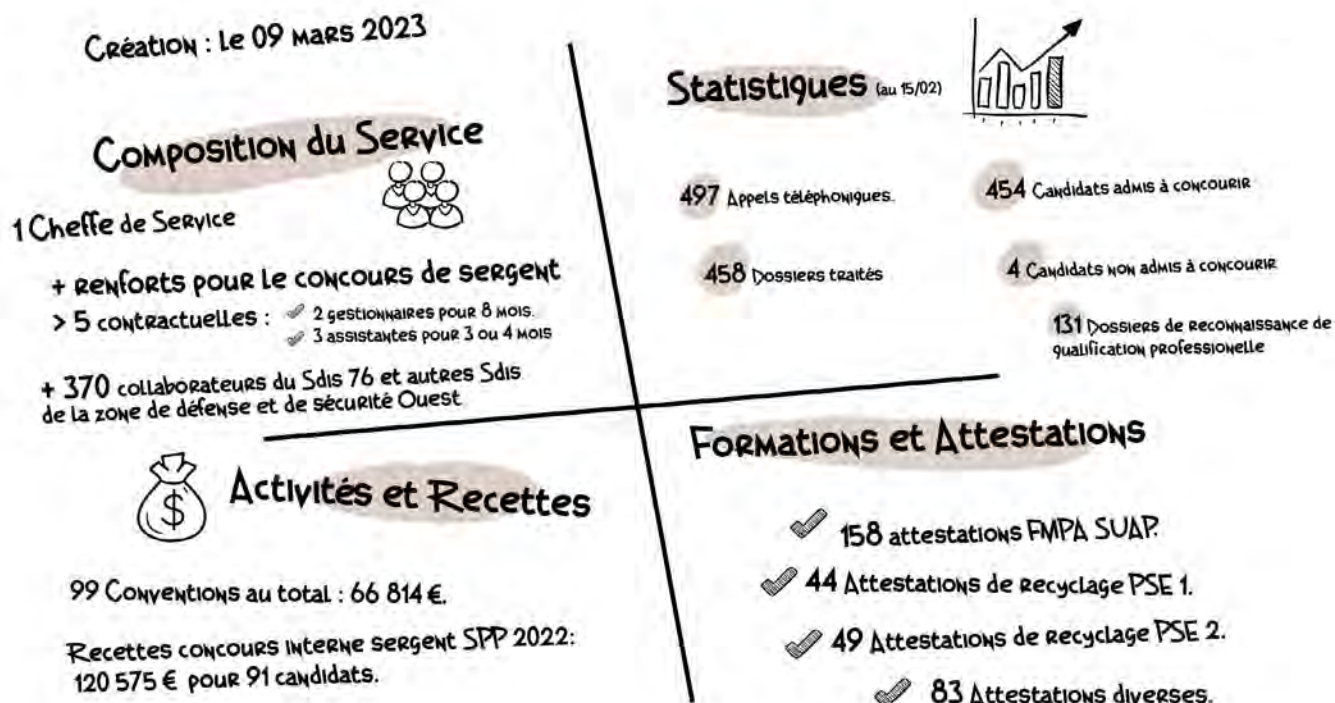 Création : Le 09 mars 2023
Composition du Service
1 Cheffe de Service
+ renforts pour le concours de sergent
> 5 contractuelles :
2 gestionnaires pour 8 mois.
3 assistantes pour 3 ou 4 mois
+ 370 collaborateurs du Sdis 76 et autres Sdis
de la zone de défense et de sécurité Ouest
Statistiques (au 15/02)
497 Appels téléphoniques.
454 Candidats admis à concourir
458 Dossiers traités
4 Candidats non admis à concourir
131 Dossiers de reconnaissance de
qualification professionelle
$
Activités et Recettes
99 Conventions au total : 66 814 €.
Recettes concours interne sergent SPP 2022:
120 575 € pour 91 candidats.
Formations et Attestations
158 attestations FMPA SUAP.
44 Attestations de recyclage PSE 1.
49 Attestations de recyclage PSE 2.
83 Attestations diverses.